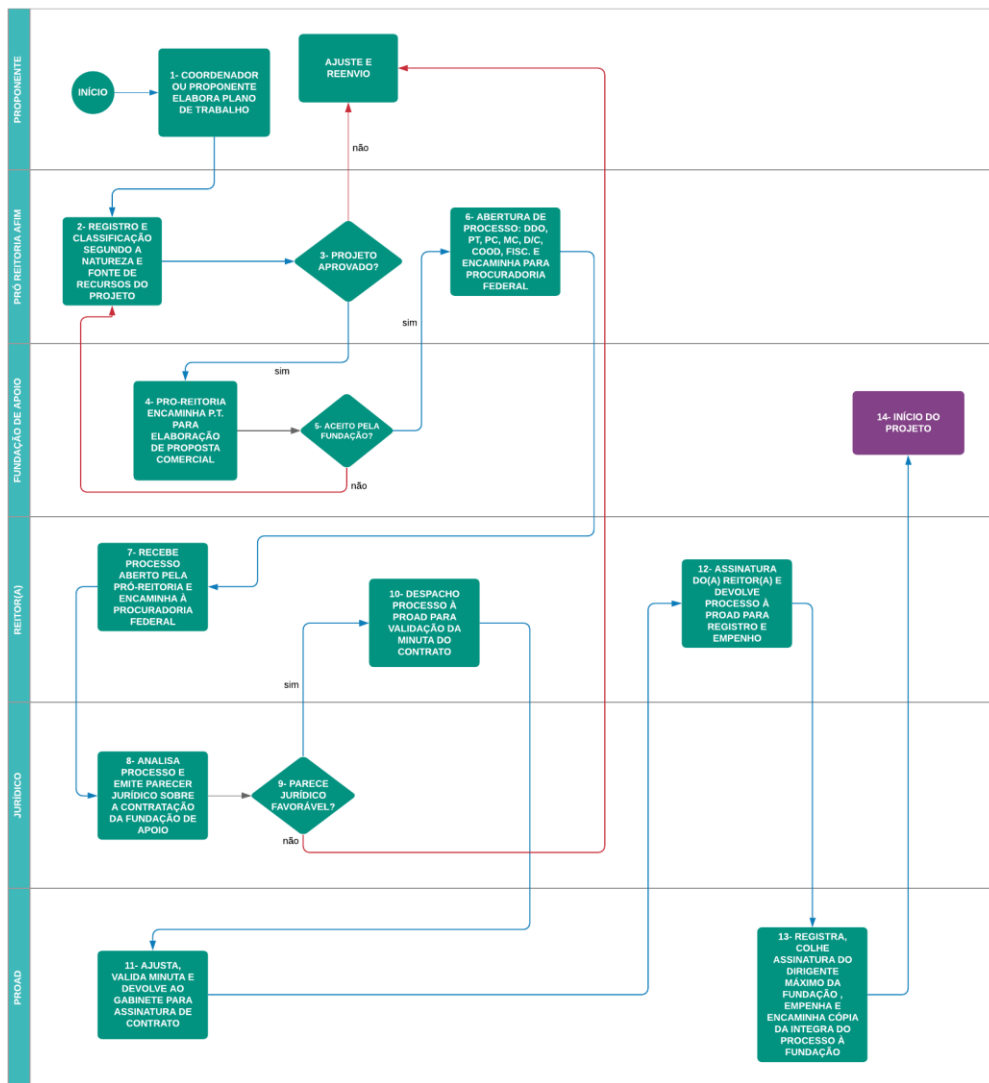 PROPONENTE
INÍCIO
1- COORDENADOR
OU PROPONENTE
ELABORA PLANO
DE TRABALHO
AJUSTE E
REENVIO
não
PRÓ REITORIA AFIM
2- REGISTRO E
CLASSIFICAÇÃO
SEGUNDO A
NATUREZA E
FONTE DE
RECURSOS DO
PROJETO
3- PROJETO
APROVADO?
6- ABERTURA DE
PROCESSO: DDO,
PT, PC, MC, D/C,
COOD, FISC. E
ENCAMINHA PARA
PROCURADORIA
FEDERAL
sim
sim
FUNDAÇÃO DE APOIO
4- PRO-REITORIA
ENCAMINHA P.T.
PARA
ELABORAÇÃO
DE PROPOSTA
COMERCIAL
5- ACEITO PELA
FUNDAÇÃO?
não
14- INÍCIO DO
PROJETO
REITOR(A)
7- RECEBE
PROCESSO
ABERTO PELA
PRÓ-REITORIA E
ENCAMINHA À
PROCURADORIA
FEDERAL
10- DESPACHO
PROCESSO À
PROAD PARA
VALIDAÇÃO DA
MINUTA DO
CONTRATO
12- ASSINATURA
DO(A) REITOR(A) E
DEVOLVE
PROCESSO À
PROAD PARA
REGISTRO E
EMPENHO
sim
JURÍDICO
8- ANALISA
PROCESSO E
EMITE PARECER
JURÍDICO SOBRE
A CONTRATAÇÃO
DA FUNDAÇÃO DE
APOIO
9- PARECE
JURÍDICO
FAVORÁVEL?
não
PROAD
11- AJUSTA,
VALIDA MINUTA E
DEVOLVE AO
GABINETE PARA
ASSINATURA DE
CONTRATO
13- REGISTRA,
COLHE
ASSINATURA DO
DIRIGENTE
MÁXIMO DA
FUNDAÇÃO ,
EMPENHA E
ENCAMINHA CÓPIA
DA INTEGRA DO
PROCESSO À
FUNDAÇÃO